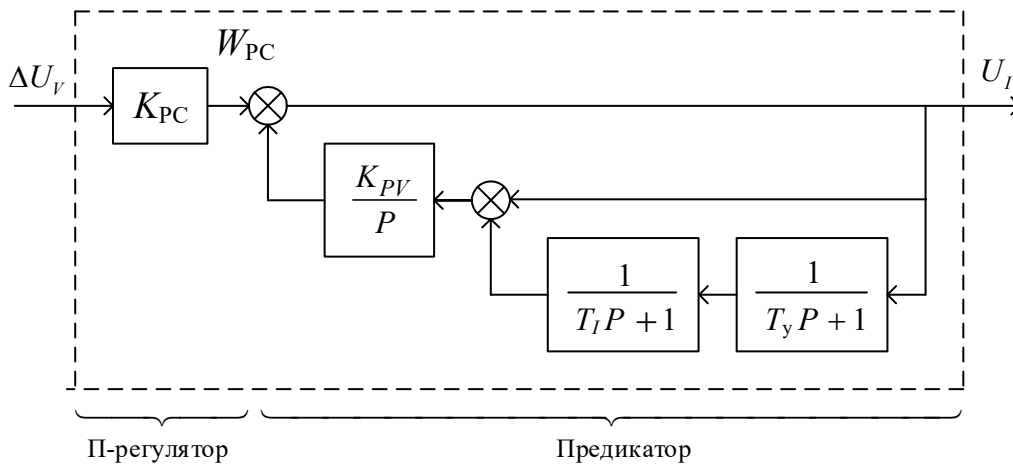 W_PC
ΔU_V
K_PC
U_I
K_PV
P
1
T_I P + 1
1
T_y P + 1
П-регулятор
Предикатор